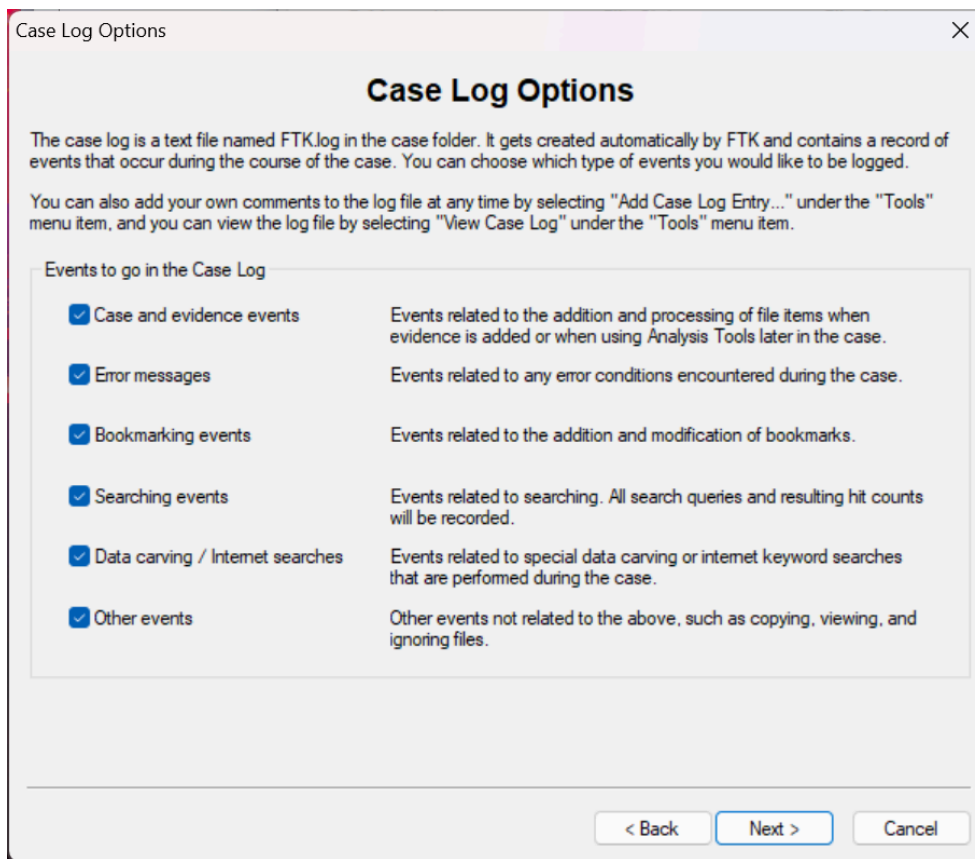 Case Log Options
Case Log Options
The case log is a text file named FTK.log in the case folder. It gets created automatically by FTK and contains a record of
events that occur during the course of the case. You can choose which type of events you would like to be logged.
You can also add your own comments to the log file at any time by selecting "Add Case Log Entry..." under the "Tools"
menu item, and you can view the log file by selecting "View Case Log" under the "Tools" menu item.
Events to go in the Case Log
Case and evidence events
Events related to the addition and processing of file items when
evidence is added or when using Analysis Tools later in the case.
Error messages
Events related to any error conditions encountered during the case.
Bookmarking events
Events related to the addition and modification of bookmarks.
Searching events
Events related to searching. All search queries and resulting hit counts
will be recorded.
Data carving / Internet searches
Events related to special data carving or internet keyword searches
that are performed during the case.
Other events
Other events not related to the above, such as copying, viewing, and
ignoring files.
< Back
Next >
Cancel